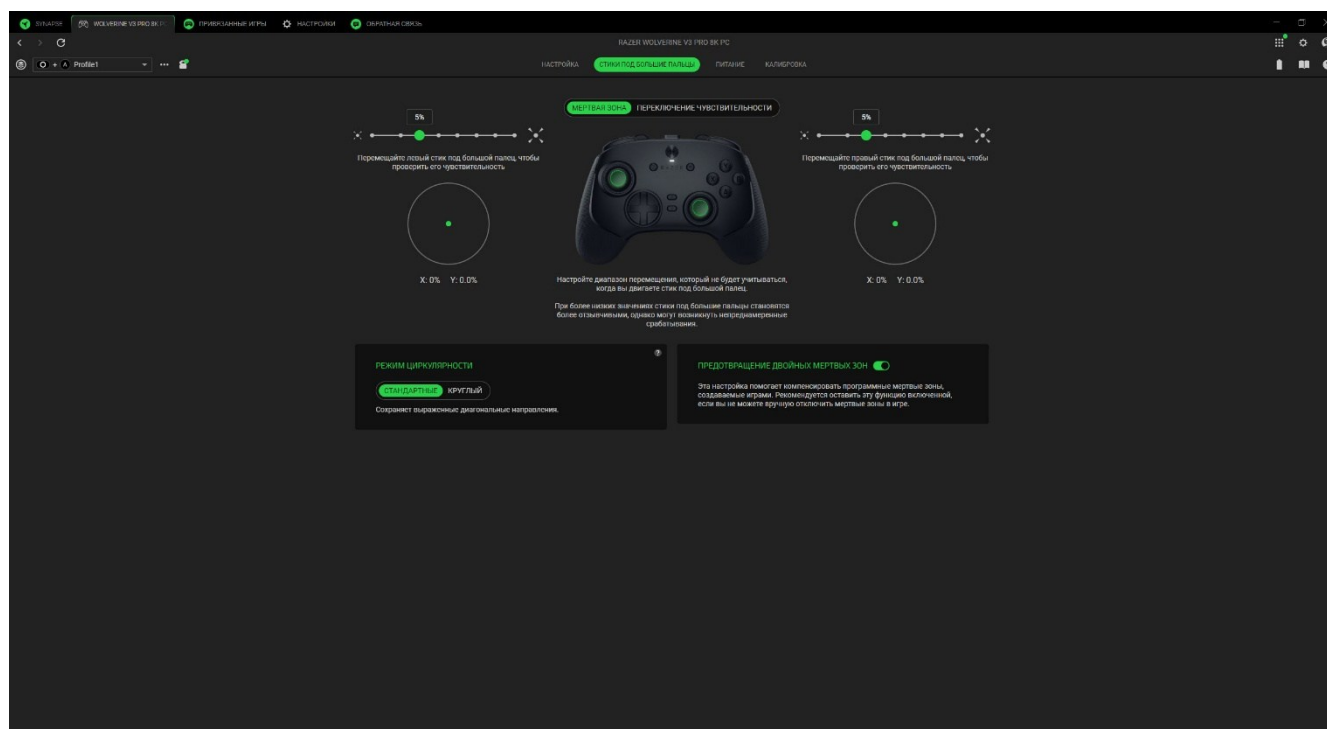 SYNAPSE WOLVERINE V3 PRO 8K P ПРИВЯЗАННЫЕ ИГРЫ НАСТРОЙКИ ОБРАТНАЯ СВЯЗЬ
RAZER WOLVERINE V3 PRO 8K PC
+ A Profile1
НАСТРОЙКА СТИКИ ПОД БОЛЬШИЕ ПАЛЬЦЫ ПИТАНИЕ КАЛИБРОВКА
МЕРТВАЯ ЗОНА ПЕРЕКЛЮЧЕНИЕ ЧУВСТВИТЕЛЬНОСТИ
5%
Перемещайте левый стик под большой палец, чтобы
проверить его чувствительность
X: 0% Y: 0.0%
Настройте диапазон перемещения, который не будет учитываться,
когда вы двигаете стик под большой палец.
При более низких значениях стики под большие пальцы становятся
более отзывчивыми, однако могут возникнуть непреднамеренные
срабатывания.
5%
Перемещайте правый стик под большой палец, чтобы
проверить его чувствительность
X: 0% Y: 0.0%
РЕЖИМ ЦИРКУЛЯРНОСТИ
?
СТАНДАРТНЫЕ КРУГЛЫЙ
Сохраняет выраженные диагональные направления.
ПРЕДОТВРАЩЕНИЕ ДВОЙНЫХ МЕРТВЫХ ЗОН
Эта настройка помогает компенсировать программные мертвые зоны,
создаваемые играми. Рекомендуется оставить эту функцию включенной,
если вы не можете вручную отключить мертвые зоны в игре.